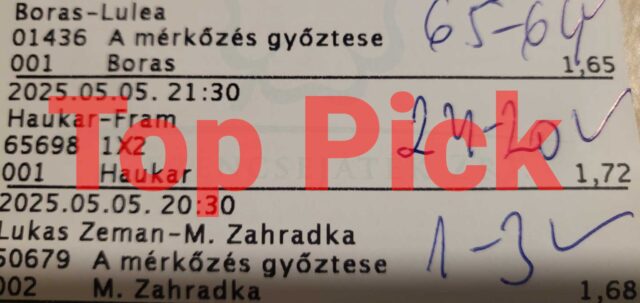 Boras-Lulea
01436 A mérkőzés győztese 65-64
001 Boras 1,65
2025.05.05. 21:30
Haukar-Fram
65698 1X2 24-20
001 Haukar 1,72
Top Pick
2025.05.05. 20:30
Lukas Zeman-M. Zahradka
50679 A mérkőzés győztese 1-3
002 M. Zahradka 1,68